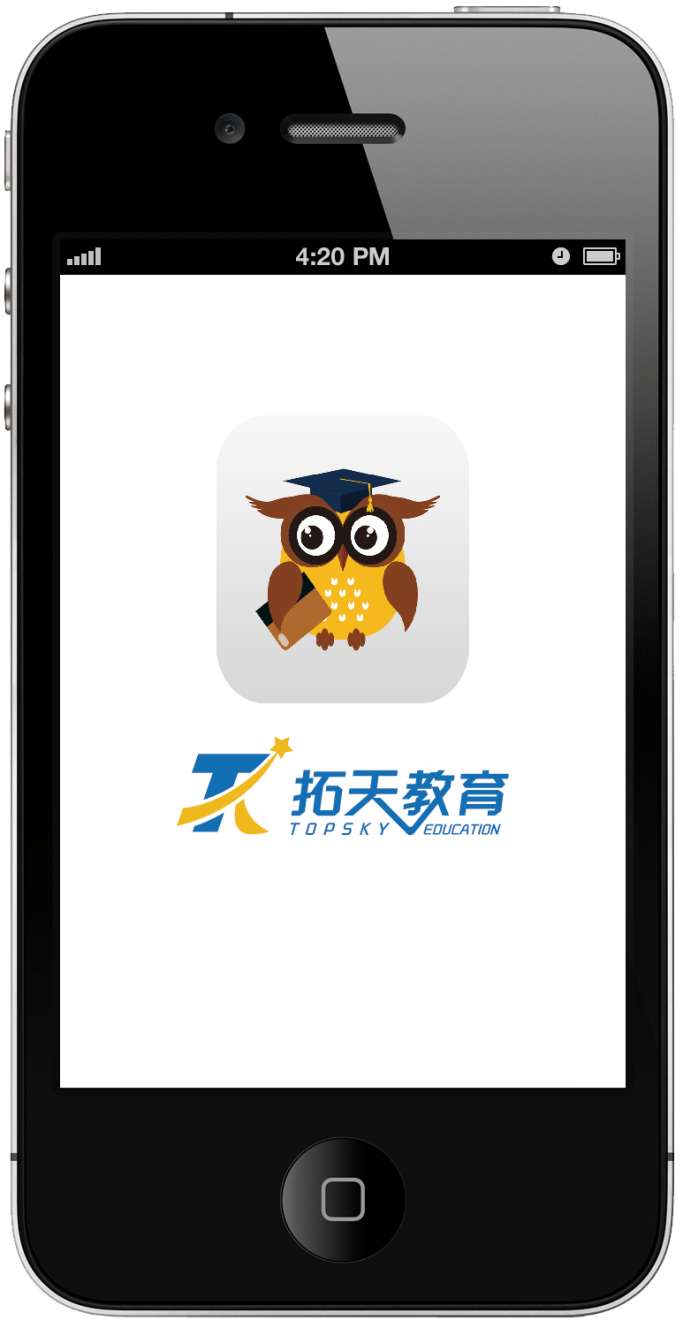 4:20 PM
拓天教育
TOPSKY EDUCATION